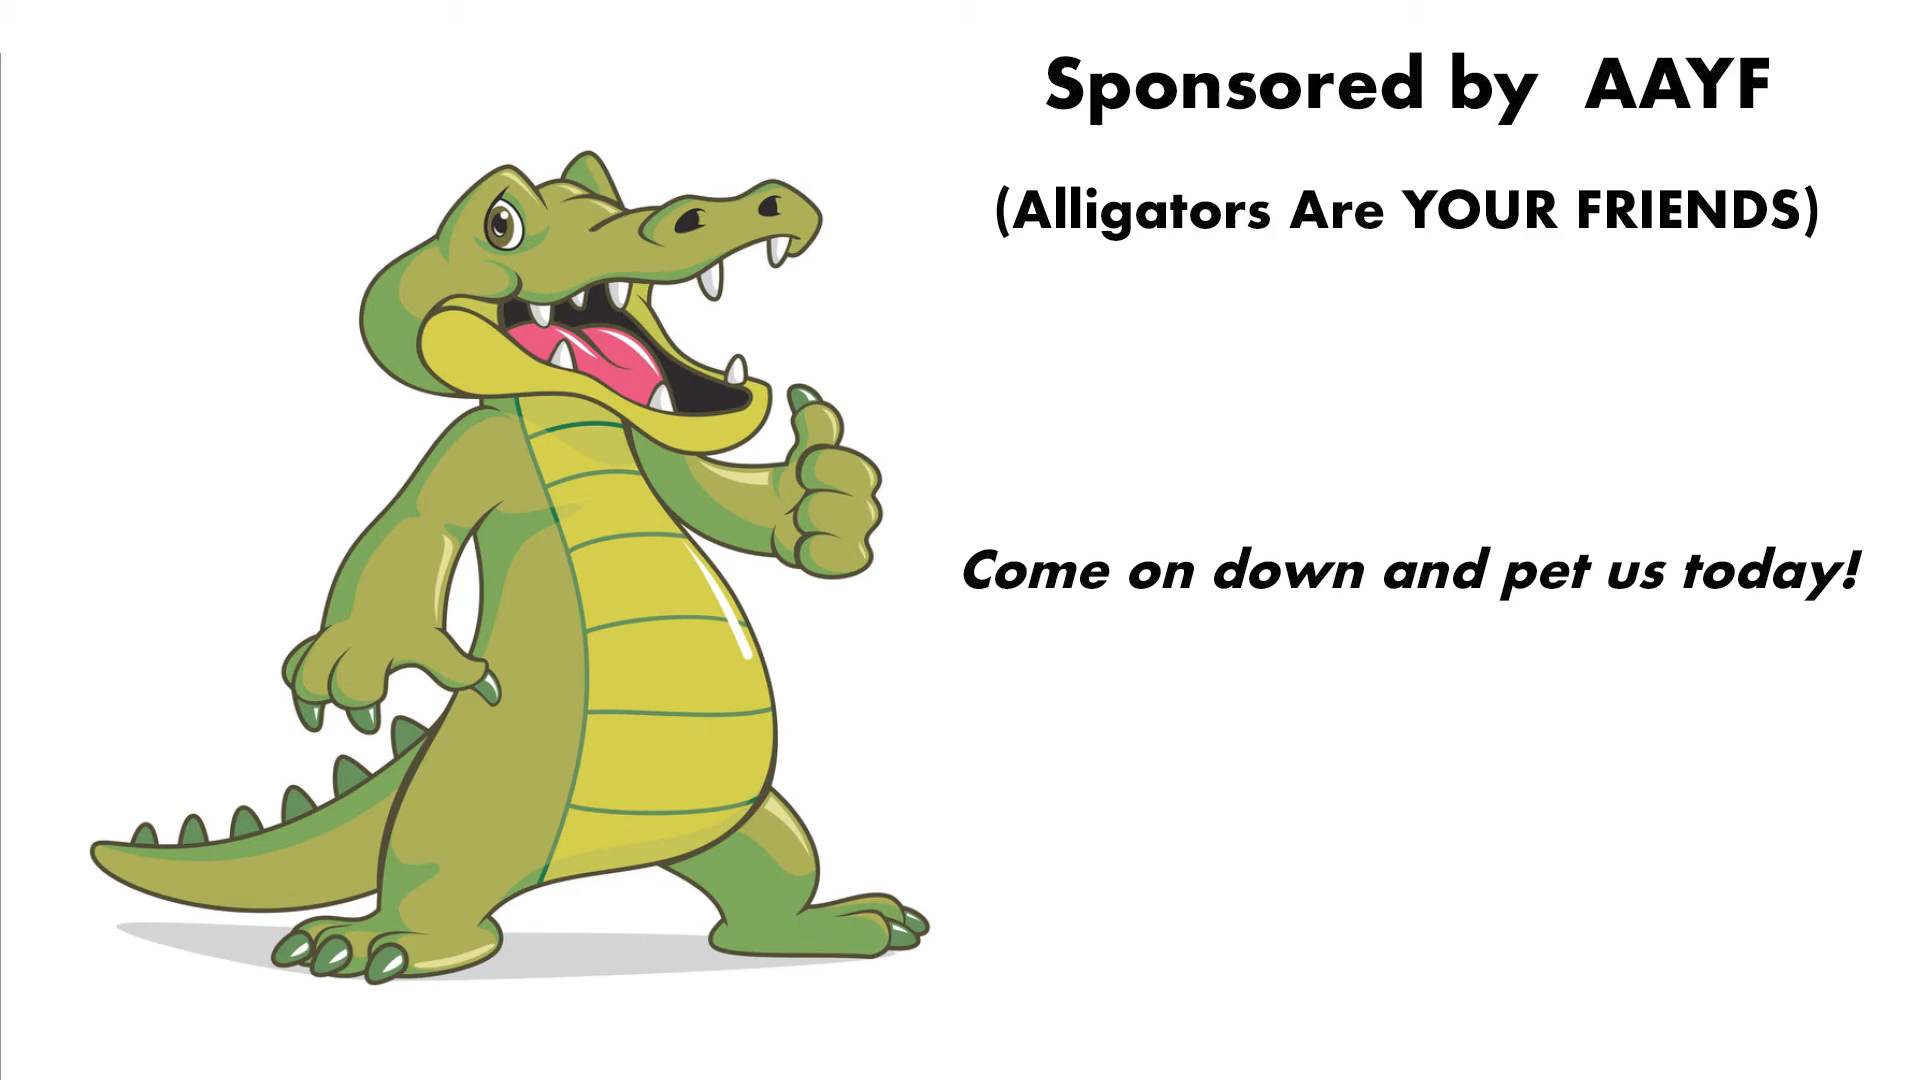 Sponsored by  AAYF
(Alligators Are YOUR FRIENDS)
Come on down and pet us today!